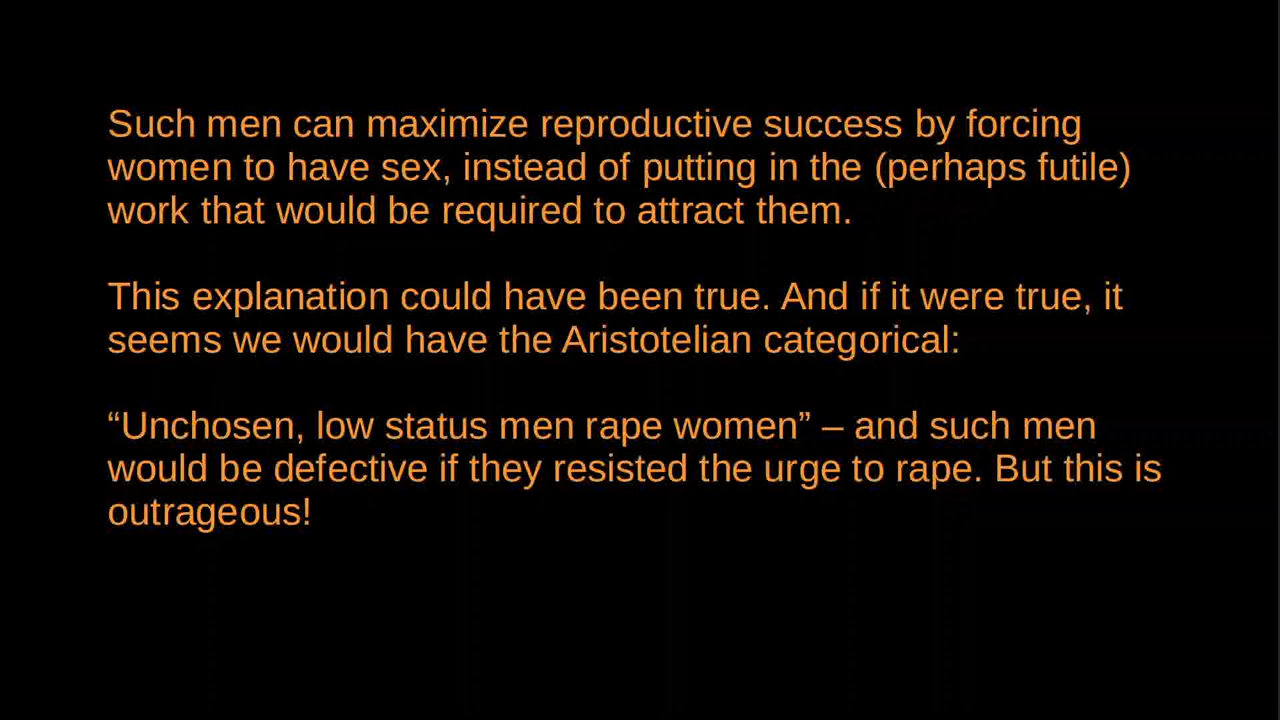 Such men can maximize reproductive success by forcing
women to have sex, instead of putting in the (perhaps futile)
work that would be required to attract them.
This explanation could have been true. And if it were true, it
seems we would have the Aristotelian categorical:
“Unchosen, low status men rape women” – and such men
would be defective if they resisted the urge to rape. But this is
outrageous!